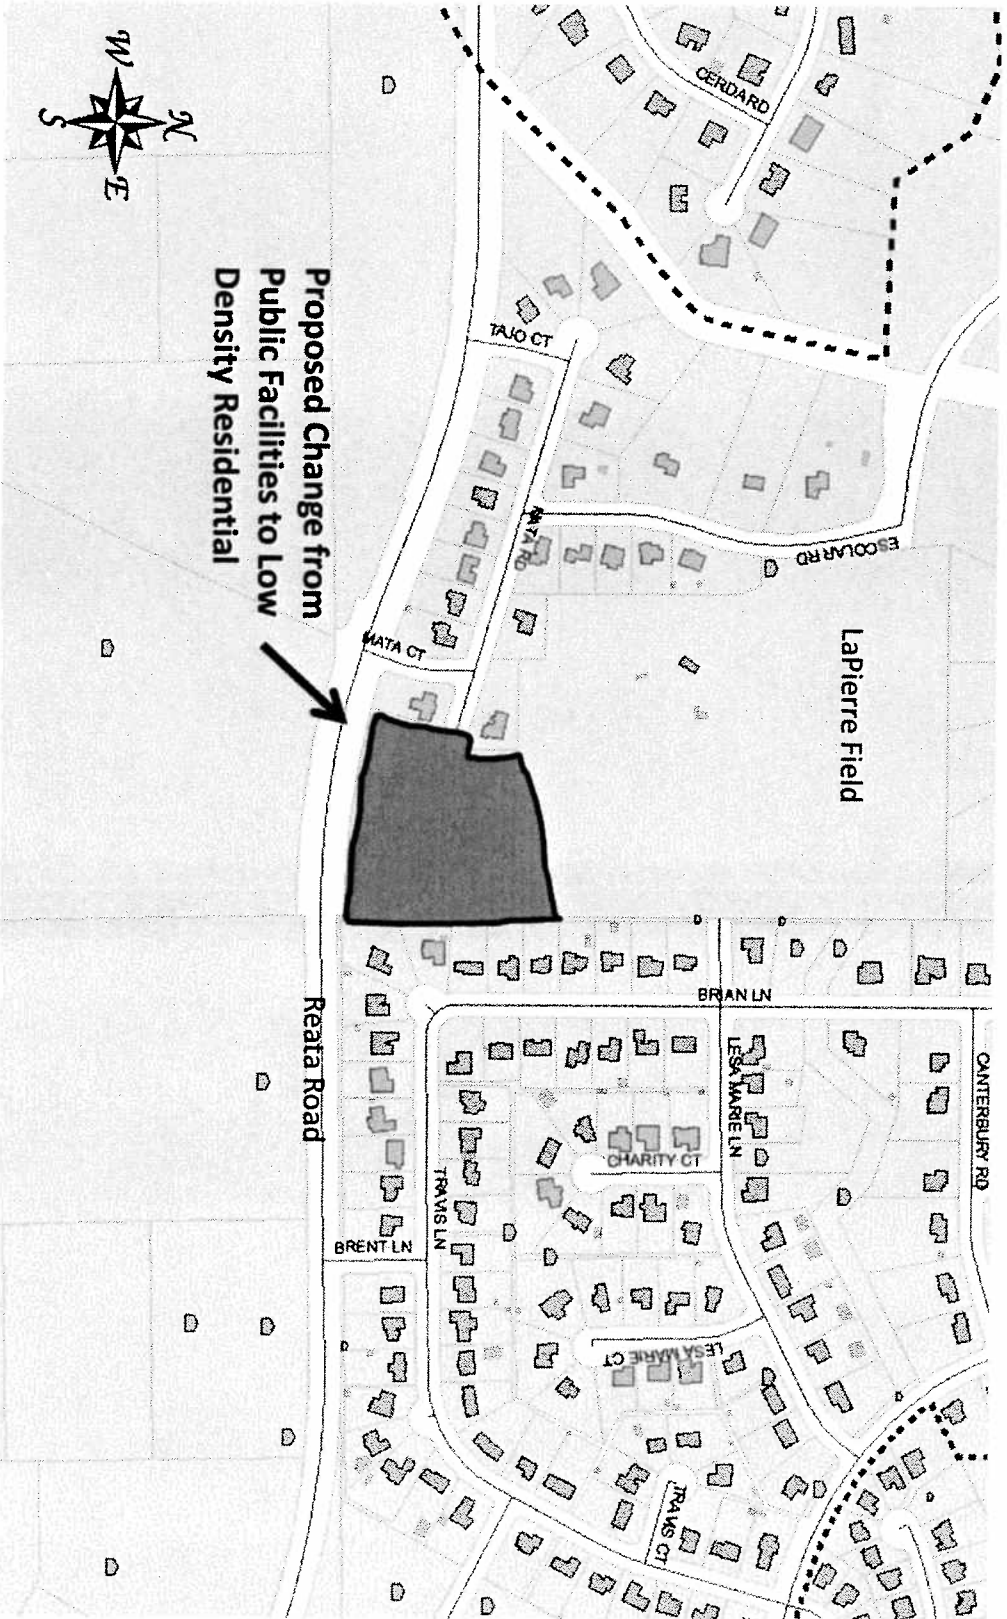 N
W
E
S
CERDARD
TAJO CT
ESCOLAR RD
MATA CT
LaPierre Field
Proposed Change from
Public Facilities to Low
Density Residential
Reata Road
BRIAN LN
LESA MARIE LN
CANTERBURY RD
CHARITY CT
TRAVIS LN
BRENT LN
LESA MARIE CT
TRAVIS CT